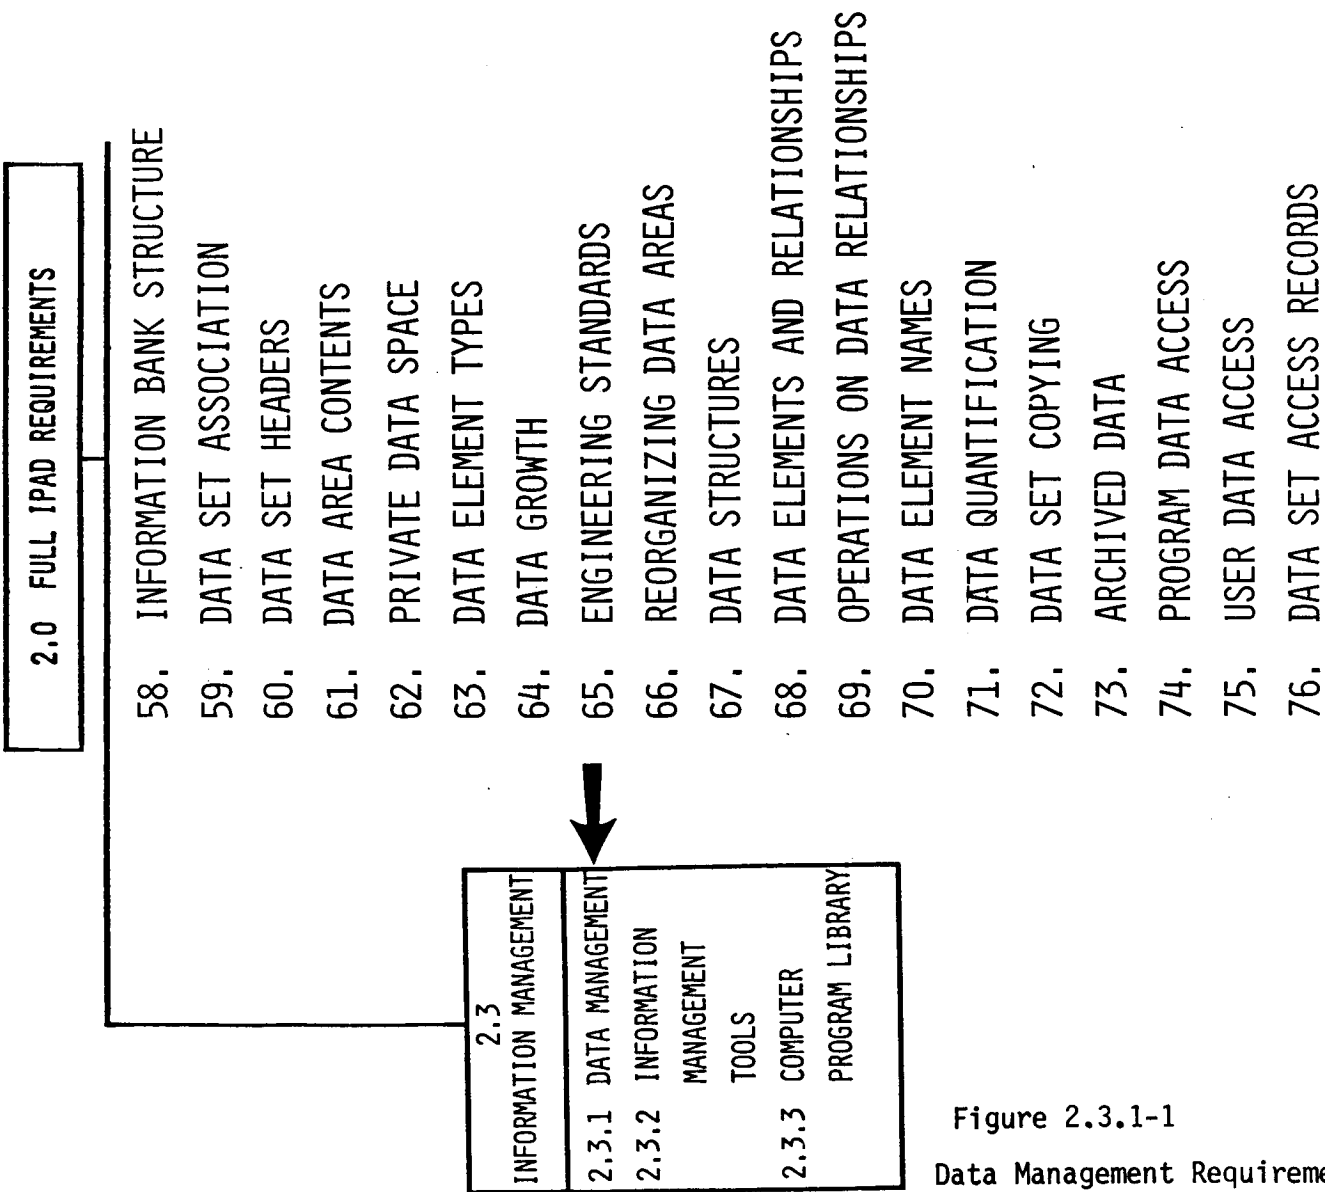 2.0 FULL IPAD REQUIREMENTS
2.3
INFORMATION MANAGEMENT
2.3.1 DATA MANAGEMENT
2.3.2 INFORMATION
MANAGEMENT
TOOLS
2.3.3 COMPUTER
PROGRAM LIBRARY
58. INFORMATION BANK STRUCTURE
59. DATA SET ASSOCIATION
60. DATA SET HEADERS
61. DATA AREA CONTENTS
62. PRIVATE DATA SPACE
63. DATA ELEMENT TYPES
64. DATA GROWTH
65. ENGINEERING STANDARDS
66. REORGANIZING DATA AREAS
67. DATA STRUCTURES
68. DATA ELEMENTS AND RELATIONSHIPS
69. OPERATIONS ON DATA RELATIONSHIPS
70. DATA ELEMENT NAMES
71. DATA QUANTIFICATION
72. DATA SET COPYING
73. ARCHIVED DATA
74. PROGRAM DATA ACCESS
75. USER DATA ACCESS
76. DATA SET ACCESS RECORDS
Figure 2.3.1-1
Data Management